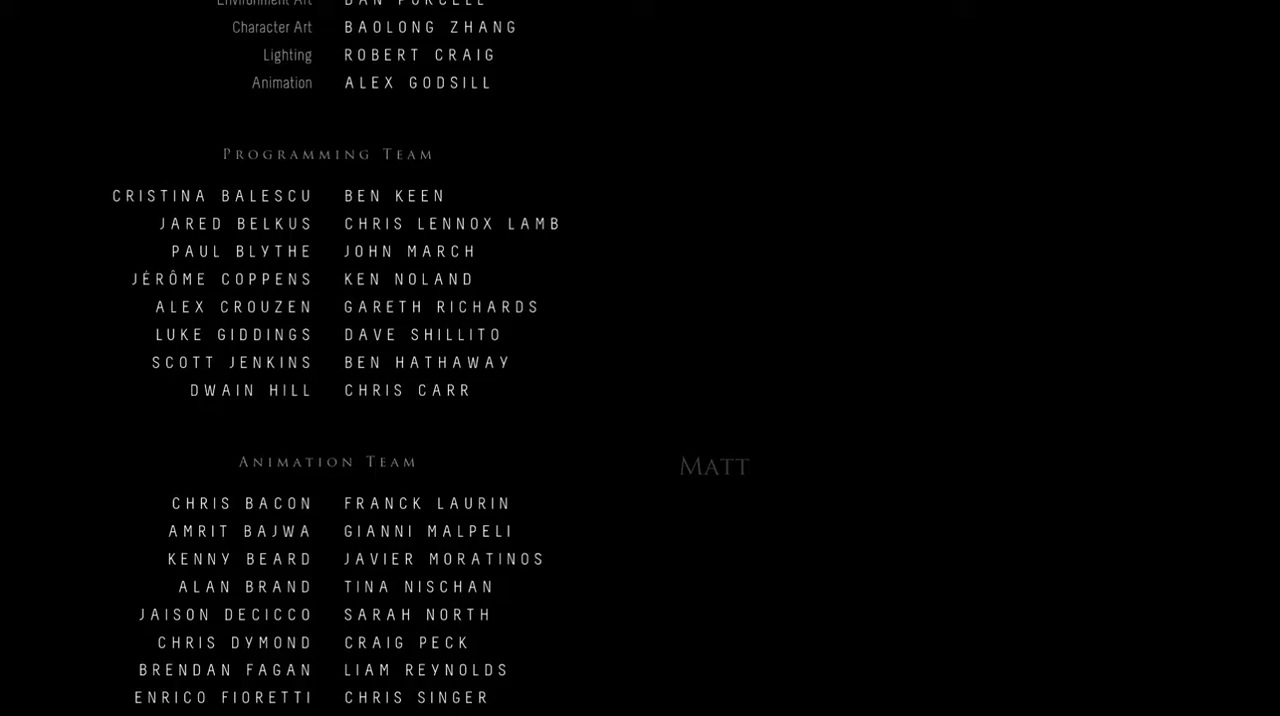 Environment Art DAN PURCELL
Character Art BAOLONG ZHANG
Lighting ROBERT CRAIG
Animation ALEX GODSILL
Programming Team
CRISTINA BALESCU BEN KEEN
JARED BELKUS CHRIS LENNOX LAMB
PAUL BLYTHE JOHN MARCH
JÉRÔME COPPENS KEN NOLAND
ALEX CROUZEN GARETH RICHARDS
LUKE GIDDINGS DAVE SHILLITO
SCOTT JENKINS BEN HATHAWAY
DWAIN HILL CHRIS CARR
Animation Team
Matt
CHRIS BACON FRANCK LAURIN
AMRIT BAJWA GIANNI MALPELI
KENNY BEARD JAVIER MORATINOS
ALAN BRAND TINA NISCHAN
JAISON DECICCO SARAH NORTH
CHRIS DYMOND CRAIG PECK
BRENDAN FAGAN LIAM REYNOLDS
ENRICO FIORETTI CHRIS SINGER